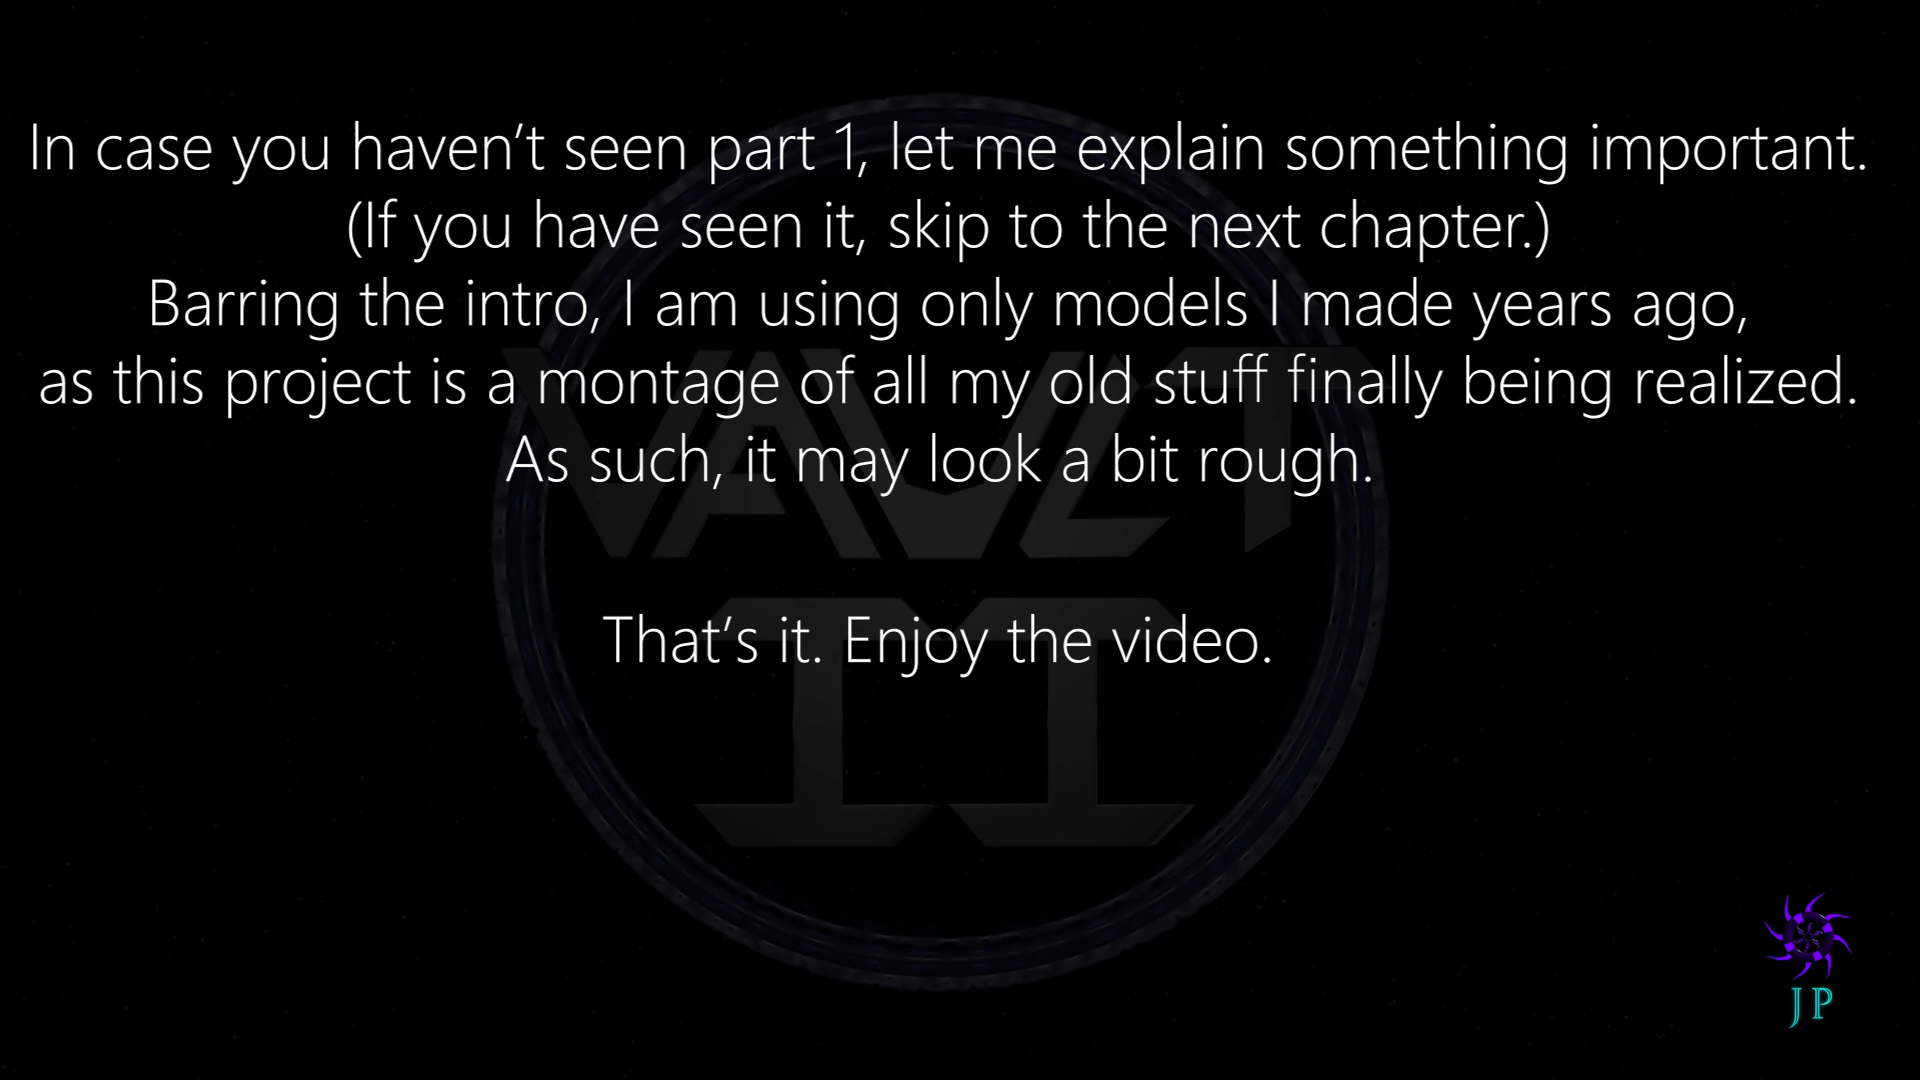 In case you haven’t seen part 1, let me explain something important.
(If you have seen it, skip to the next chapter.)
Barring the intro, I am using only models I made years ago,
as this project is a montage of all my old stuff finally being realized.
As such, it may look a bit rough.
VAULT
That’s it. Enjoy the video.
II
JP